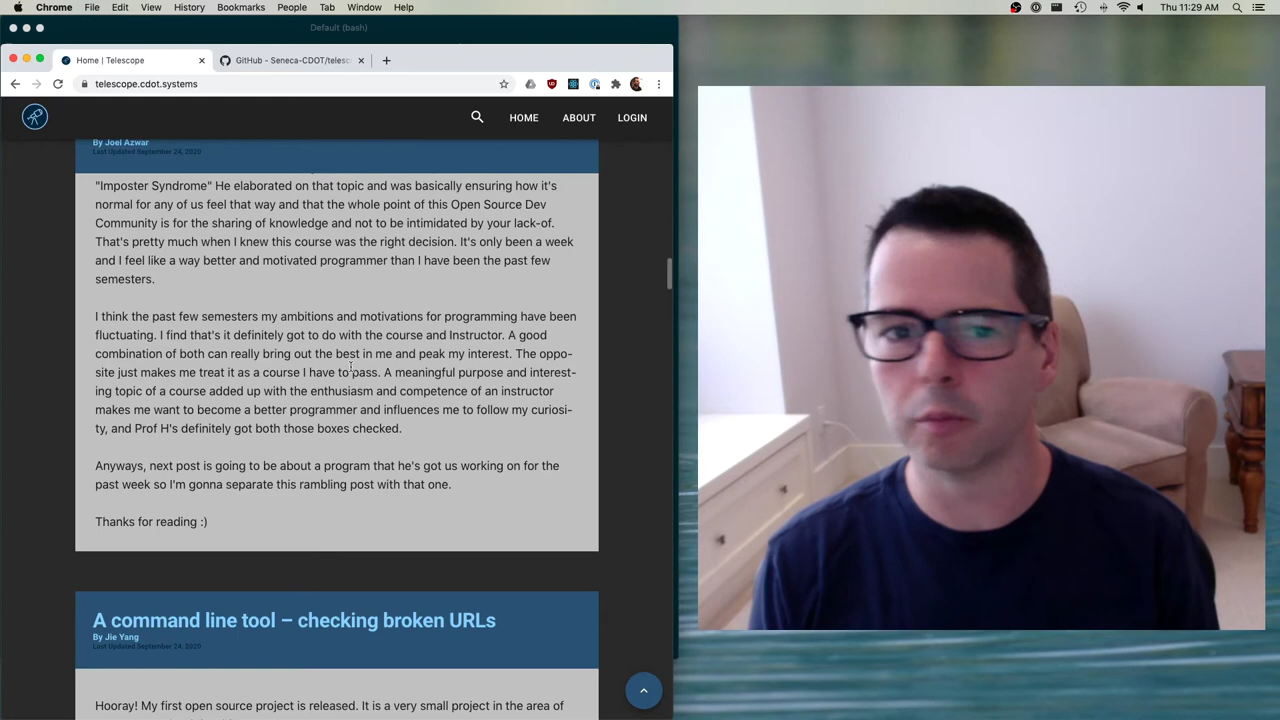 Chrome File Edit View History Bookmarks People Tab Window Help Thu 11:29 AM
Default (bash)
Home | Telescope GitHub - Seneca-CDOT/telesc
telescope.cdot.systems
HOME ABOUT LOGIN
By Joel Azwar
Last Updated September 24, 2020
"Imposter Syndrome" He elaborated on that topic and was basically ensuring how it's
normal for any of us feel that way and that the whole point of this Open Source Dev
Community is for the sharing of knowledge and not to be intimidated by your lack-of.
That's pretty much when I knew this course was the right decision. It's only been a week
and I feel like a way better and motivated programmer than I have been the past few
semesters.
I think the past few semesters my ambitions and motivations for programming have been
fluctuating. I find that's it definitely got to do with the course and Instructor. A good
combination of both can really bring out the best in me and peak my interest. The oppo-
site just makes me treat it as a course I have to pass. A meaningful purpose and interest-
ing topic of a course added up with the enthusiasm and competence of an instructor
makes me want to become a better programmer and influences me to follow my curiosi-
ty, and Prof H's definitely got both those boxes checked.
Anyways, next post is going to be about a program that he's got us working on for the
past week so I'm gonna separate this rambling post with that one.
Thanks for reading :)
A command line tool – checking broken URLs
By Jie Yang
Last Updated September 24, 2020
Hooray! My first open source project is released. It is a very small project in the area of